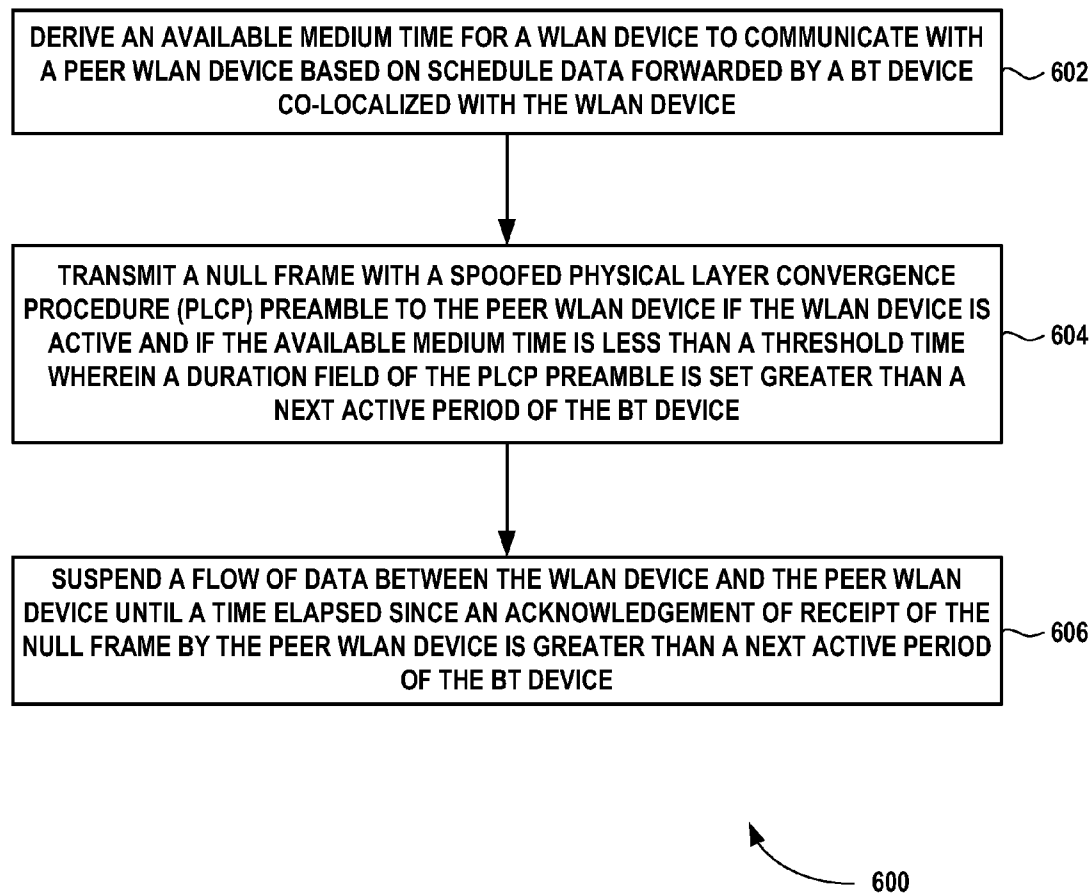 DERIVE AN AVAILABLE MEDIUM TIME FOR A WLAN DEVICE TO COMMUNICATE WITH
A PEER WLAN DEVICE BASED ON SCHEDULE DATA FORWARDED BY A BT DEVICE
CO-LOCALIZED WITH THE WLAN DEVICE
602
TRANSMIT A NULL FRAME WITH A SPOOFED PHYSICAL LAYER CONVERGENCE
PROCEDURE (PLCP) PREAMBLE TO THE PEER WLAN DEVICE IF THE WLAN DEVICE IS
ACTIVE AND IF THE AVAILABLE MEDIUM TIME IS LESS THAN A THRESHOLD TIME
WHEREIN A DURATION FIELD OF THE PLCP PREAMBLE IS SET GREATER THAN A
NEXT ACTIVE PERIOD OF THE BT DEVICE
604
SUSPEND A FLOW OF DATA BETWEEN THE WLAN DEVICE AND THE PEER WLAN
DEVICE UNTIL A TIME ELAPSED SINCE AN ACKNOWLEDGEMENT OF RECEIPT OF THE
NULL FRAME BY THE PEER WLAN DEVICE IS GREATER THAN A NEXT ACTIVE PERIOD
OF THE BT DEVICE
606
600